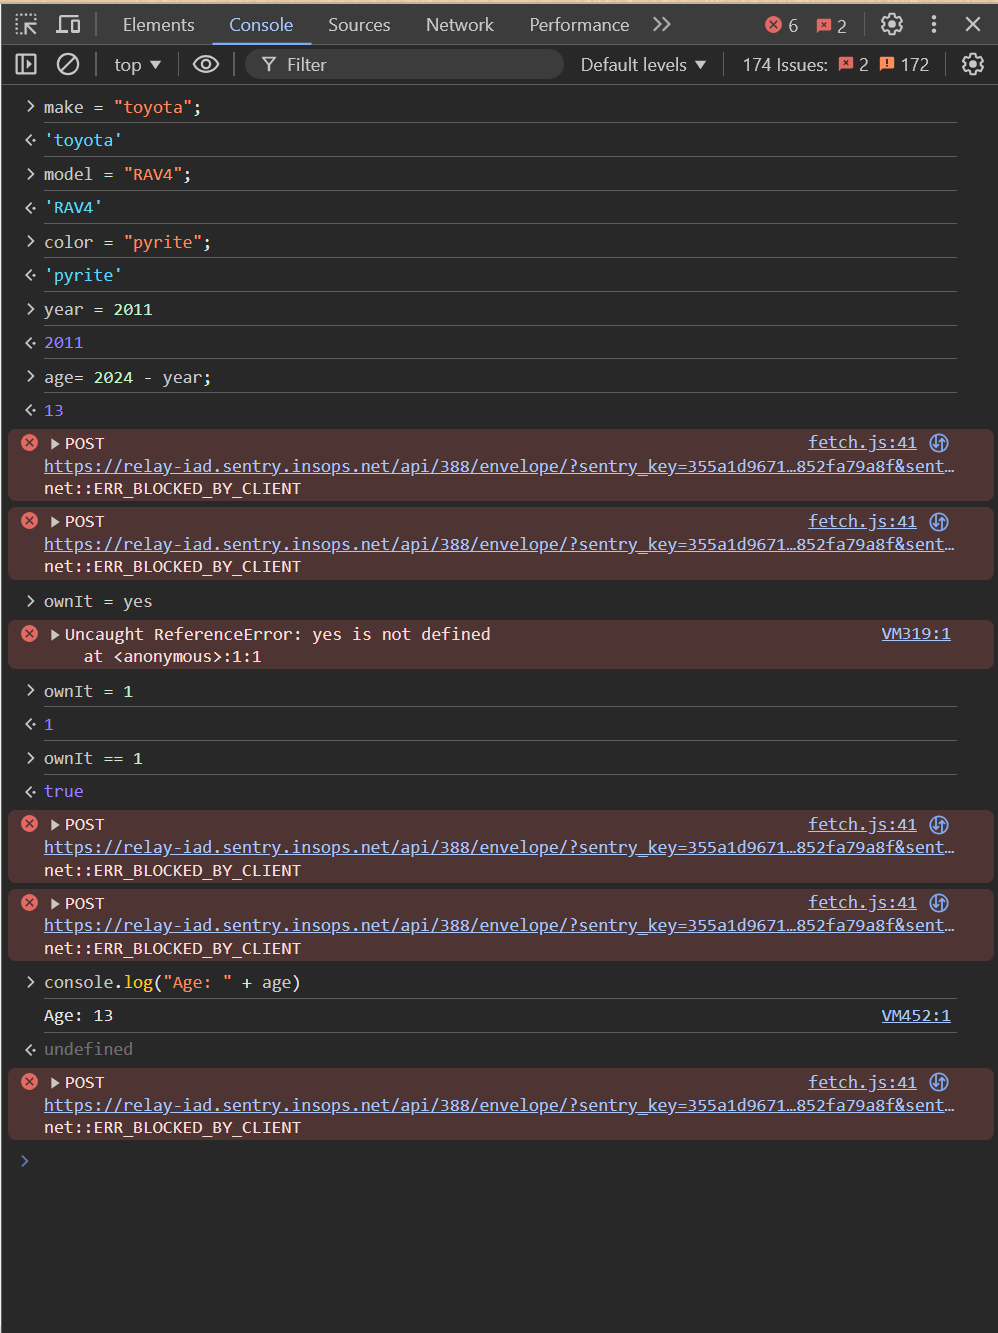 Elements Console Sources Network Performance 6 2
top Filter Default levels 174 Issues: 2 172
make = "toyota";
'toyota'
model = "RAV4";
'RAV4'
color = "pyrite";
'pyrite'
year = 2011
2011
age= 2024 - year;
13
POST fetch.js:41
https://relay-iad.sentry.insops.net/api/388/envelope/?sentry_key=355a1d9671…852fa79a8f&sent…
net::ERR_BLOCKED_BY_CLIENT
POST fetch.js:41
https://relay-iad.sentry.insops.net/api/388/envelope/?sentry_key=355a1d9671…852fa79a8f&sent…
net::ERR_BLOCKED_BY_CLIENT
ownIt = yes
Uncaught ReferenceError: yes is not defined VM319:1
at <anonymous>:1:1
ownIt = 1
1
ownIt == 1
true
POST fetch.js:41
https://relay-iad.sentry.insops.net/api/388/envelope/?sentry_key=355a1d9671…852fa79a8f&sent…
net::ERR_BLOCKED_BY_CLIENT
POST fetch.js:41
https://relay-iad.sentry.insops.net/api/388/envelope/?sentry_key=355a1d9671…852fa79a8f&sent…
net::ERR_BLOCKED_BY_CLIENT
console.log("Age: " + age)
Age: 13 VM452:1
undefined
POST fetch.js:41
https://relay-iad.sentry.insops.net/api/388/envelope/?sentry_key=355a1d9671…852fa79a8f&sent…
net::ERR_BLOCKED_BY_CLIENT